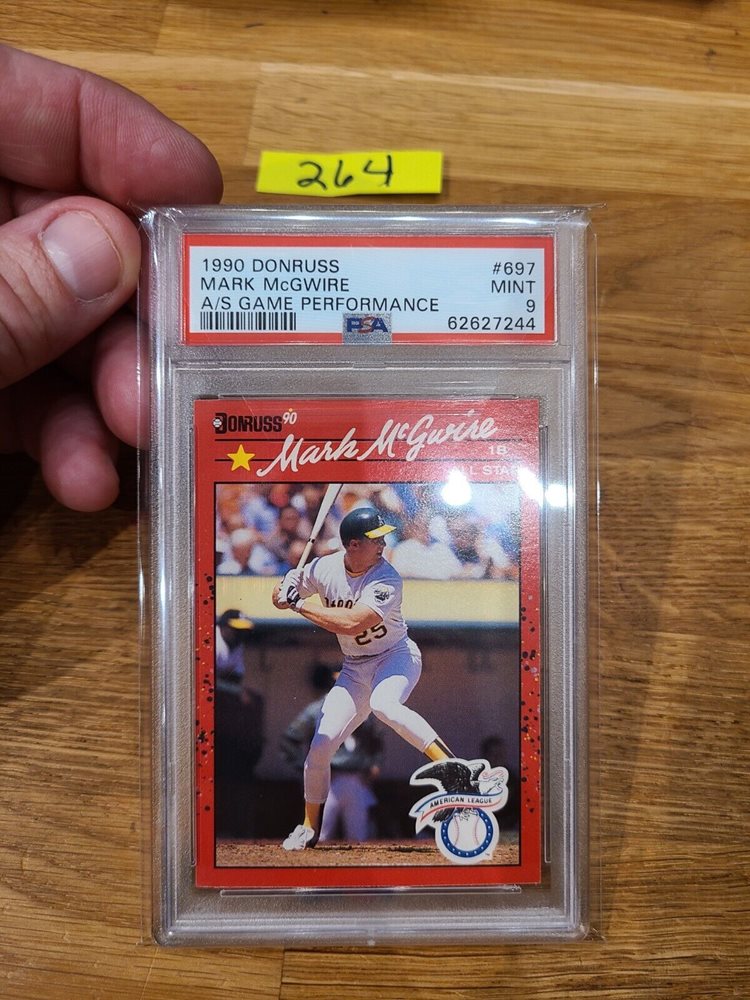 264
1990 DONRUSS #697
MARK McGWIRE MINT
A/S GAME PERFORMANCE 9
PSA 62627244
DONRUSS 90
Mark McGwire
1B
ALL STAR
25
AMERICAN LEAGUE